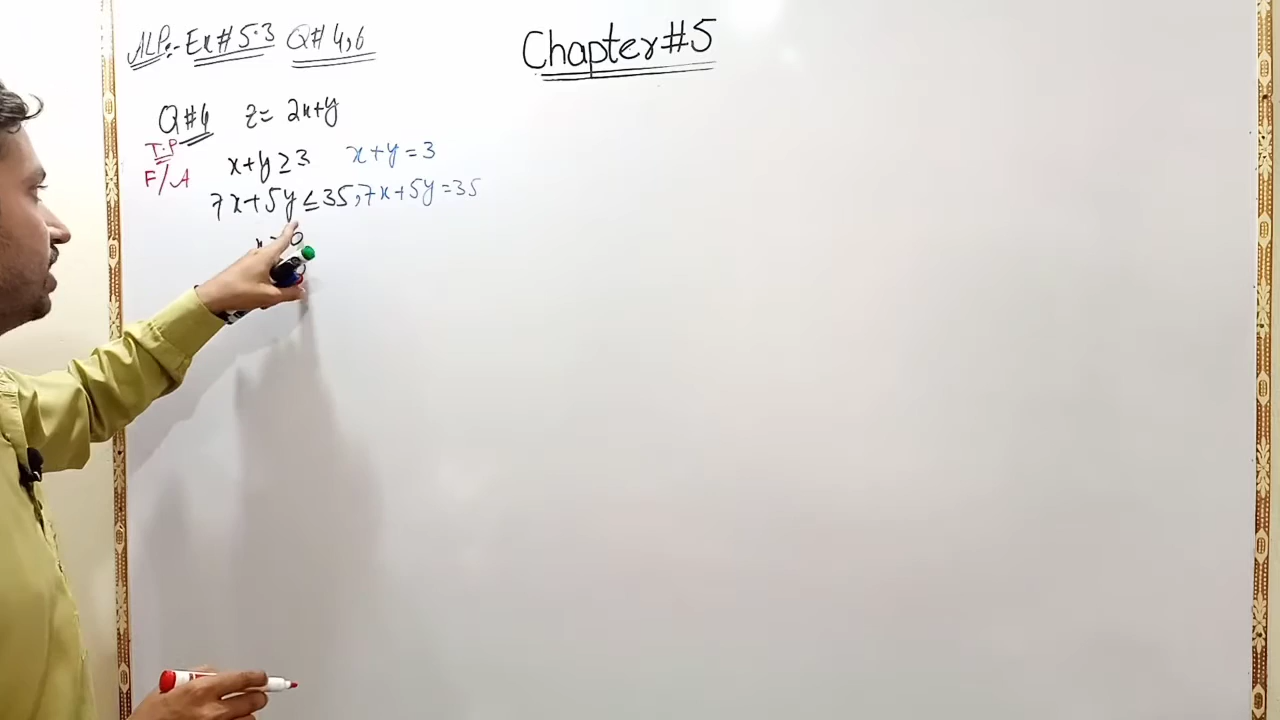 ALP:- Ex#5.3 Q#4,6
Chapter#5
Q#4 z= 2x+y
T.P
F/A
x+y≥3 x+y=3
7x+5y≤35, 7x+5y=35